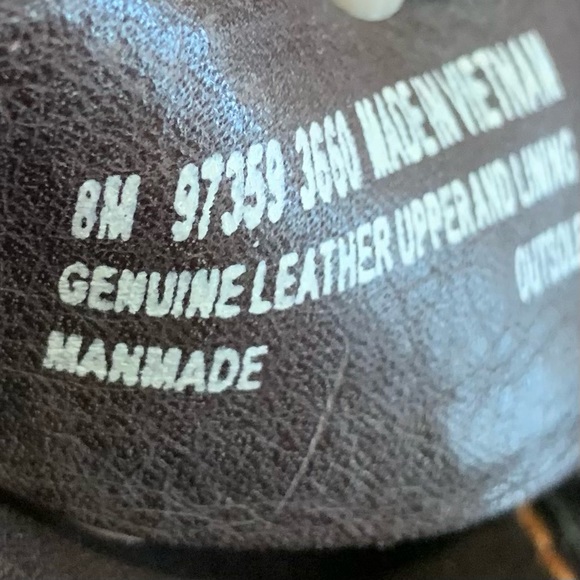 8M 97359 3660 MADE IN VIETNAM
GENUINE LEATHER UPPER AND LINING
OUTSOLE
MANMADE